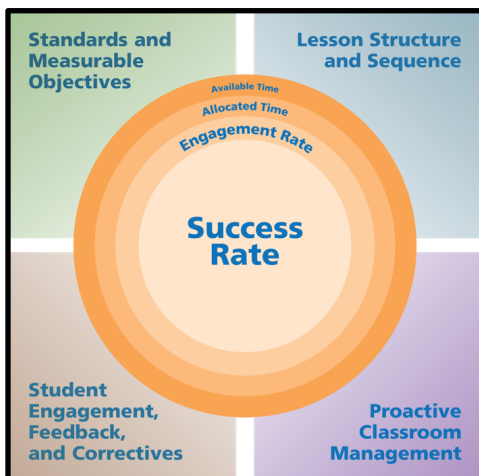 Standards and
Measurable
Objectives
Lesson Structure
and Sequence
Available Time
Allocated Time
Engagement Rate
Success
Rate
Student
Engagement,
Feedback,
and Correctives
Proactive
Classroom
Management